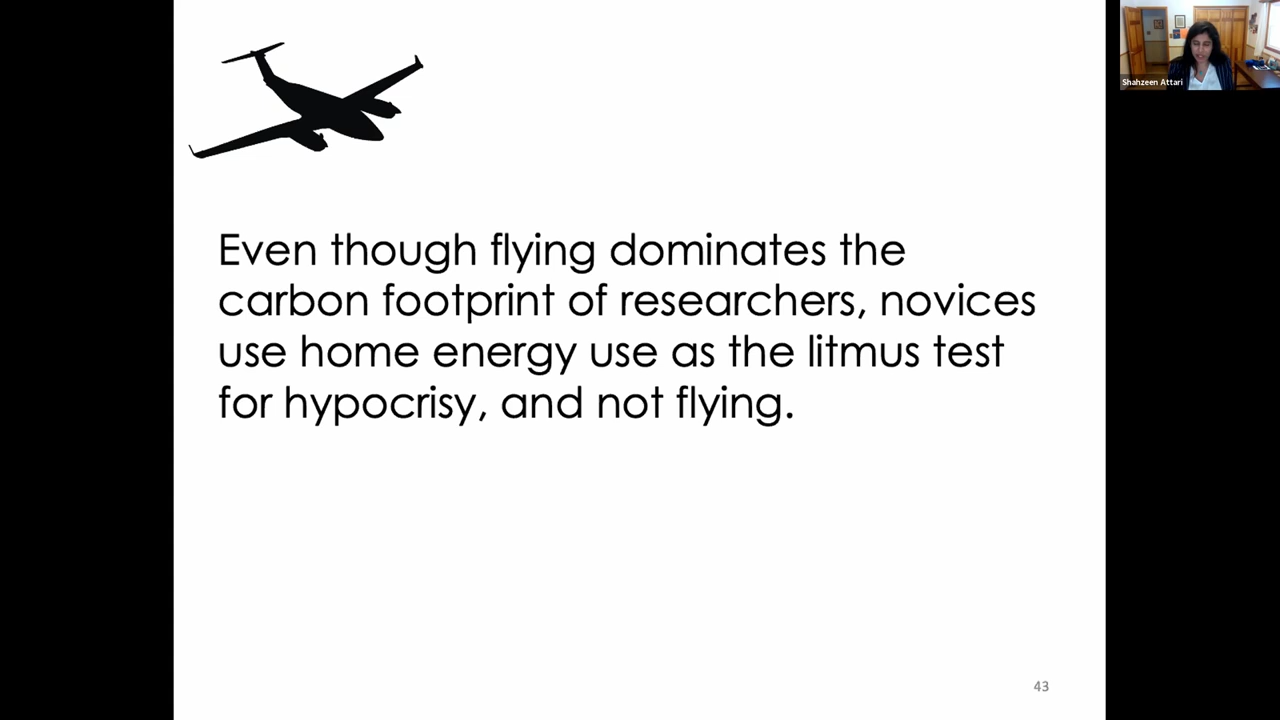 Shahzeen Attari
Even though flying dominates the
carbon footprint of researchers, novices
use home energy use as the litmus test
for hypocrisy, and not flying.
43